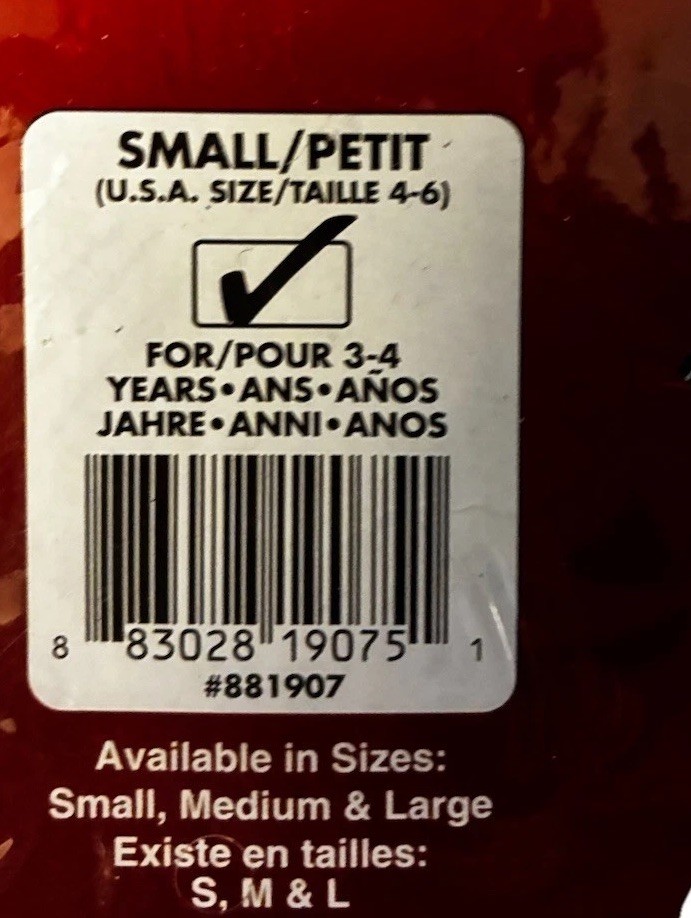 SMALL/PETIT
(U.S.A. SIZE/TAILLE 4-6)
FOR/POUR 3-4
YEARS•ANS•AÑOS
JAHRE•ANNI•ANOS
8 83028 19075 1
#881907
Available in Sizes:
Small, Medium & Large
Existe en tailles:
S, M & L